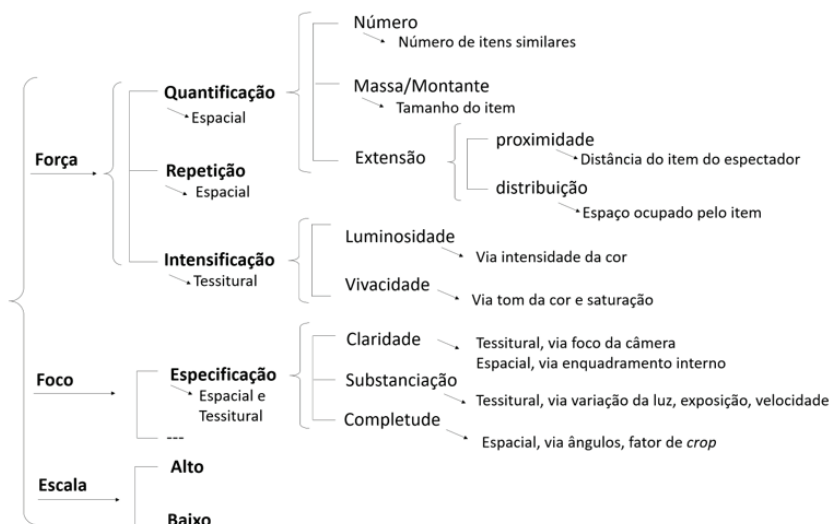 Número
Número de itens similares
Quantificação
Espacial
Massa/Montante
Tamanho do item
Força
Extensão
proximidade
Distância do item do espectador
distribuição
Espaço ocupado pelo item
Repetição
Espacial
Intensificação
Tessitural
Luminosidade
Via intensidade da cor
Vivacidade
Via tom da cor e saturação
Foco
Especificação
Espacial e
Tessitural
Claridade
Tessitural, via foco da câmera
Espacial, via enquadramento interno
Substanciação
Tessitural, via variação da luz, exposição, velocidade
Completude
Espacial, via ângulos, fator de crop
---
Escala
Alto
Baixo